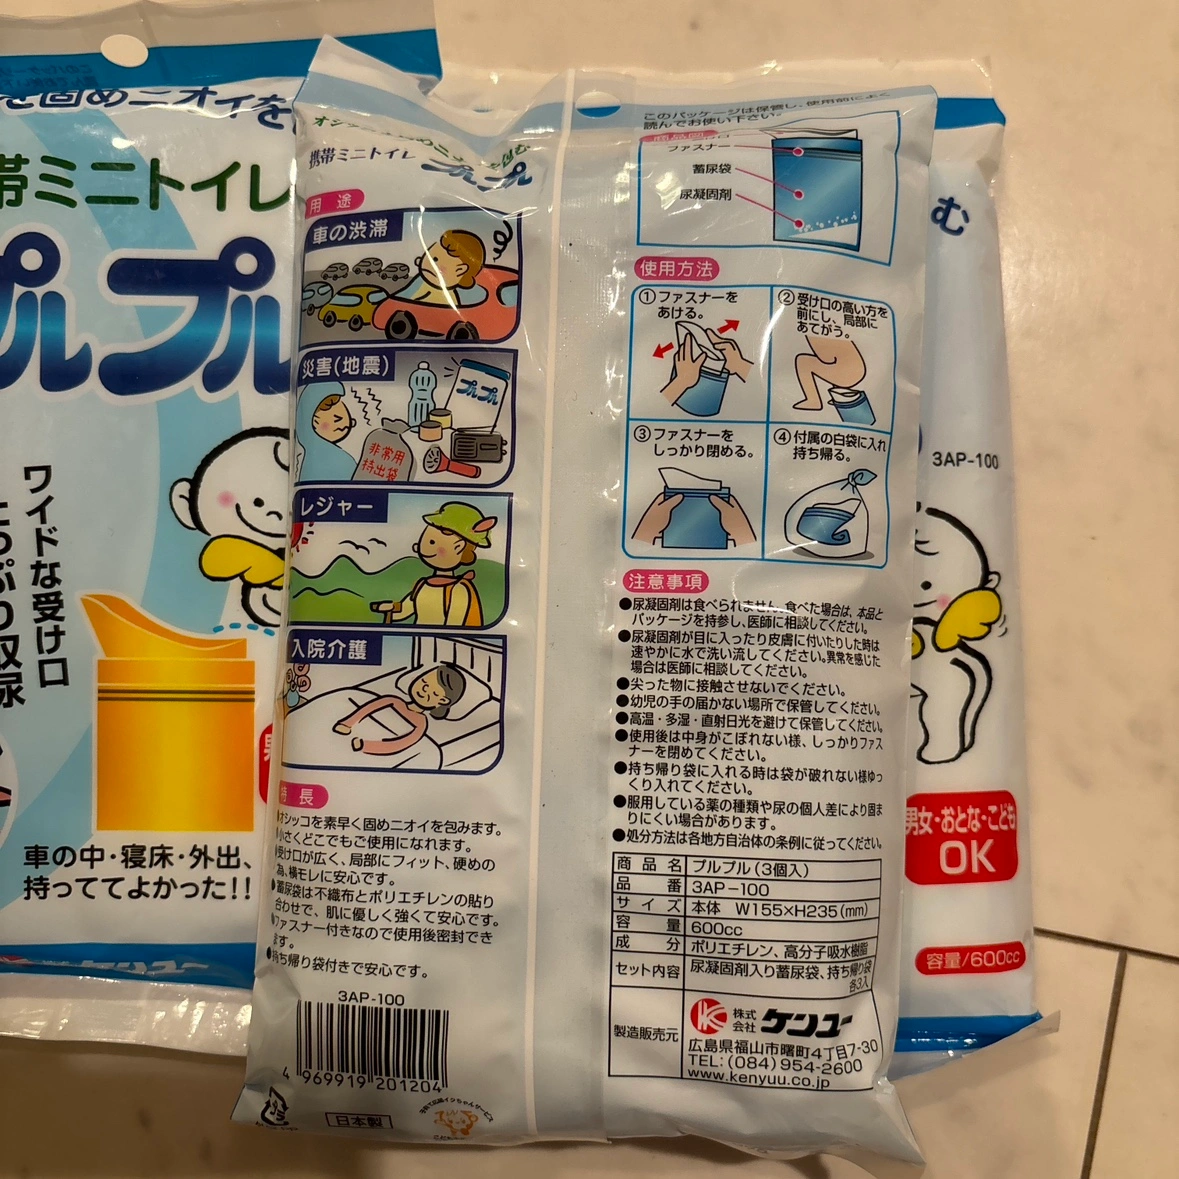 を固めニオイを
帯ミニトイレ
プルプル
ワイドな受け口
たっぷり収尿
車の中・寝床・外出、
持っててよかった!!
ケンユー
携帯ミニトイレ プルプル
用途
車の渋滞
災害(地震)
プルプル
非常用
持出袋
レジャー
入院介護
特長
オシッコを素早く固めニオイを包みます。
小さくどこでもご使用になれます。
受け口が広く、局部にフィット、硬めの
為、横モレに安心です。
●蓄尿袋は不織布とポリエチレンの貼り
合わせで、肌に優しく強くて安心です。
●ファスナー付きなので使用後密封でき
ます。
●持ち帰り袋付きで安心です。
3AP-100
4 969919 201204
日本製
このパッケージは保管し、使用前によく
読んでお使い下さい。
ファスナー
蓄尿袋
尿凝固剤
使用方法
①ファスナーを
あける。
②受け口の高い方を
前にし、局部に
あてがう。
③ファスナーを
しっかり閉める。
④付属の白袋に入れ
持ち帰る。
注意事項
●尿凝固剤は食べられません。食べた場合は、本品と
パッケージを持参し、医師に相談してください。
●尿凝固剤が目に入ったり皮膚に付いたりした時は
速やかに水で洗い流してください。異常を感じた
場合は医師に相談してください。
●尖った物に接触させないでください。
●幼児の手の届かない場所で保管してください。
●高温・多湿・直射日光を避けて保管してください。
●使用後は中身がこぼれない様、しっかりファス
ナーを閉めてください。
●持ち帰り袋に入れる時は袋が破れない様ゆっ
くり入れてください。
●服用している薬の種類や尿の個人差により固ま
りにくい場合があります。
●処分方法は各地方自治体の条例に従ってください。
商品名 プルプル(3個入)
品番 3AP-100
サイズ 本体 W155×H235(mm)
容量 600cc
成分 ポリエチレン、高分子吸水樹脂
セット内容 尿凝固剤入り蓄尿袋、持ち帰り袋
各3入
製造販売元 株式会社ケンユー
広島県福山市曙町4丁目7-30
TEL:(084)954-2600
www.kenyuu.co.jp
む
3AP-100
男女・おとな・こども
OK
容量/600cc